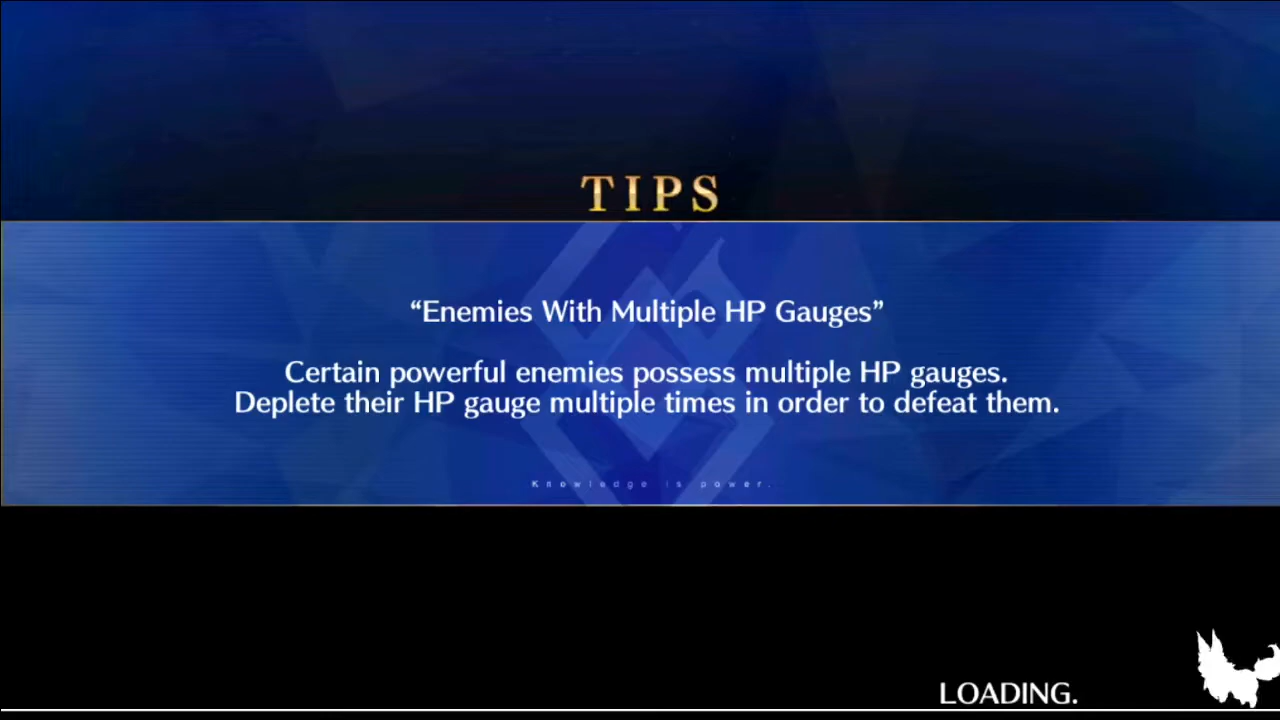 TIPS
“Enemies With Multiple HP Gauges”
Certain powerful enemies possess multiple HP gauges.
Deplete their HP gauge multiple times in order to defeat them.
Knowledge is power.
LOADING.